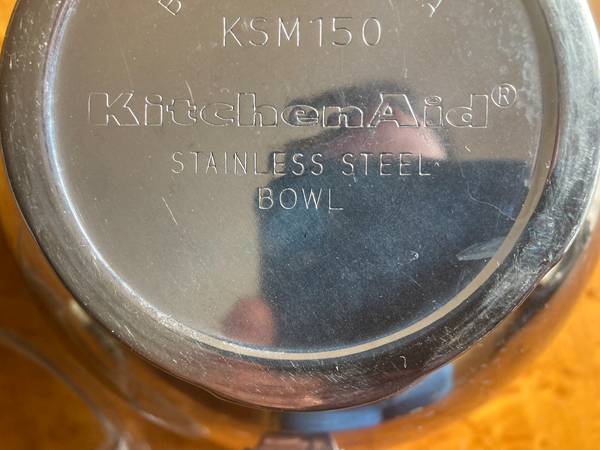 KSM150
KitchenAid®
STAINLESS STEEL
BOWL